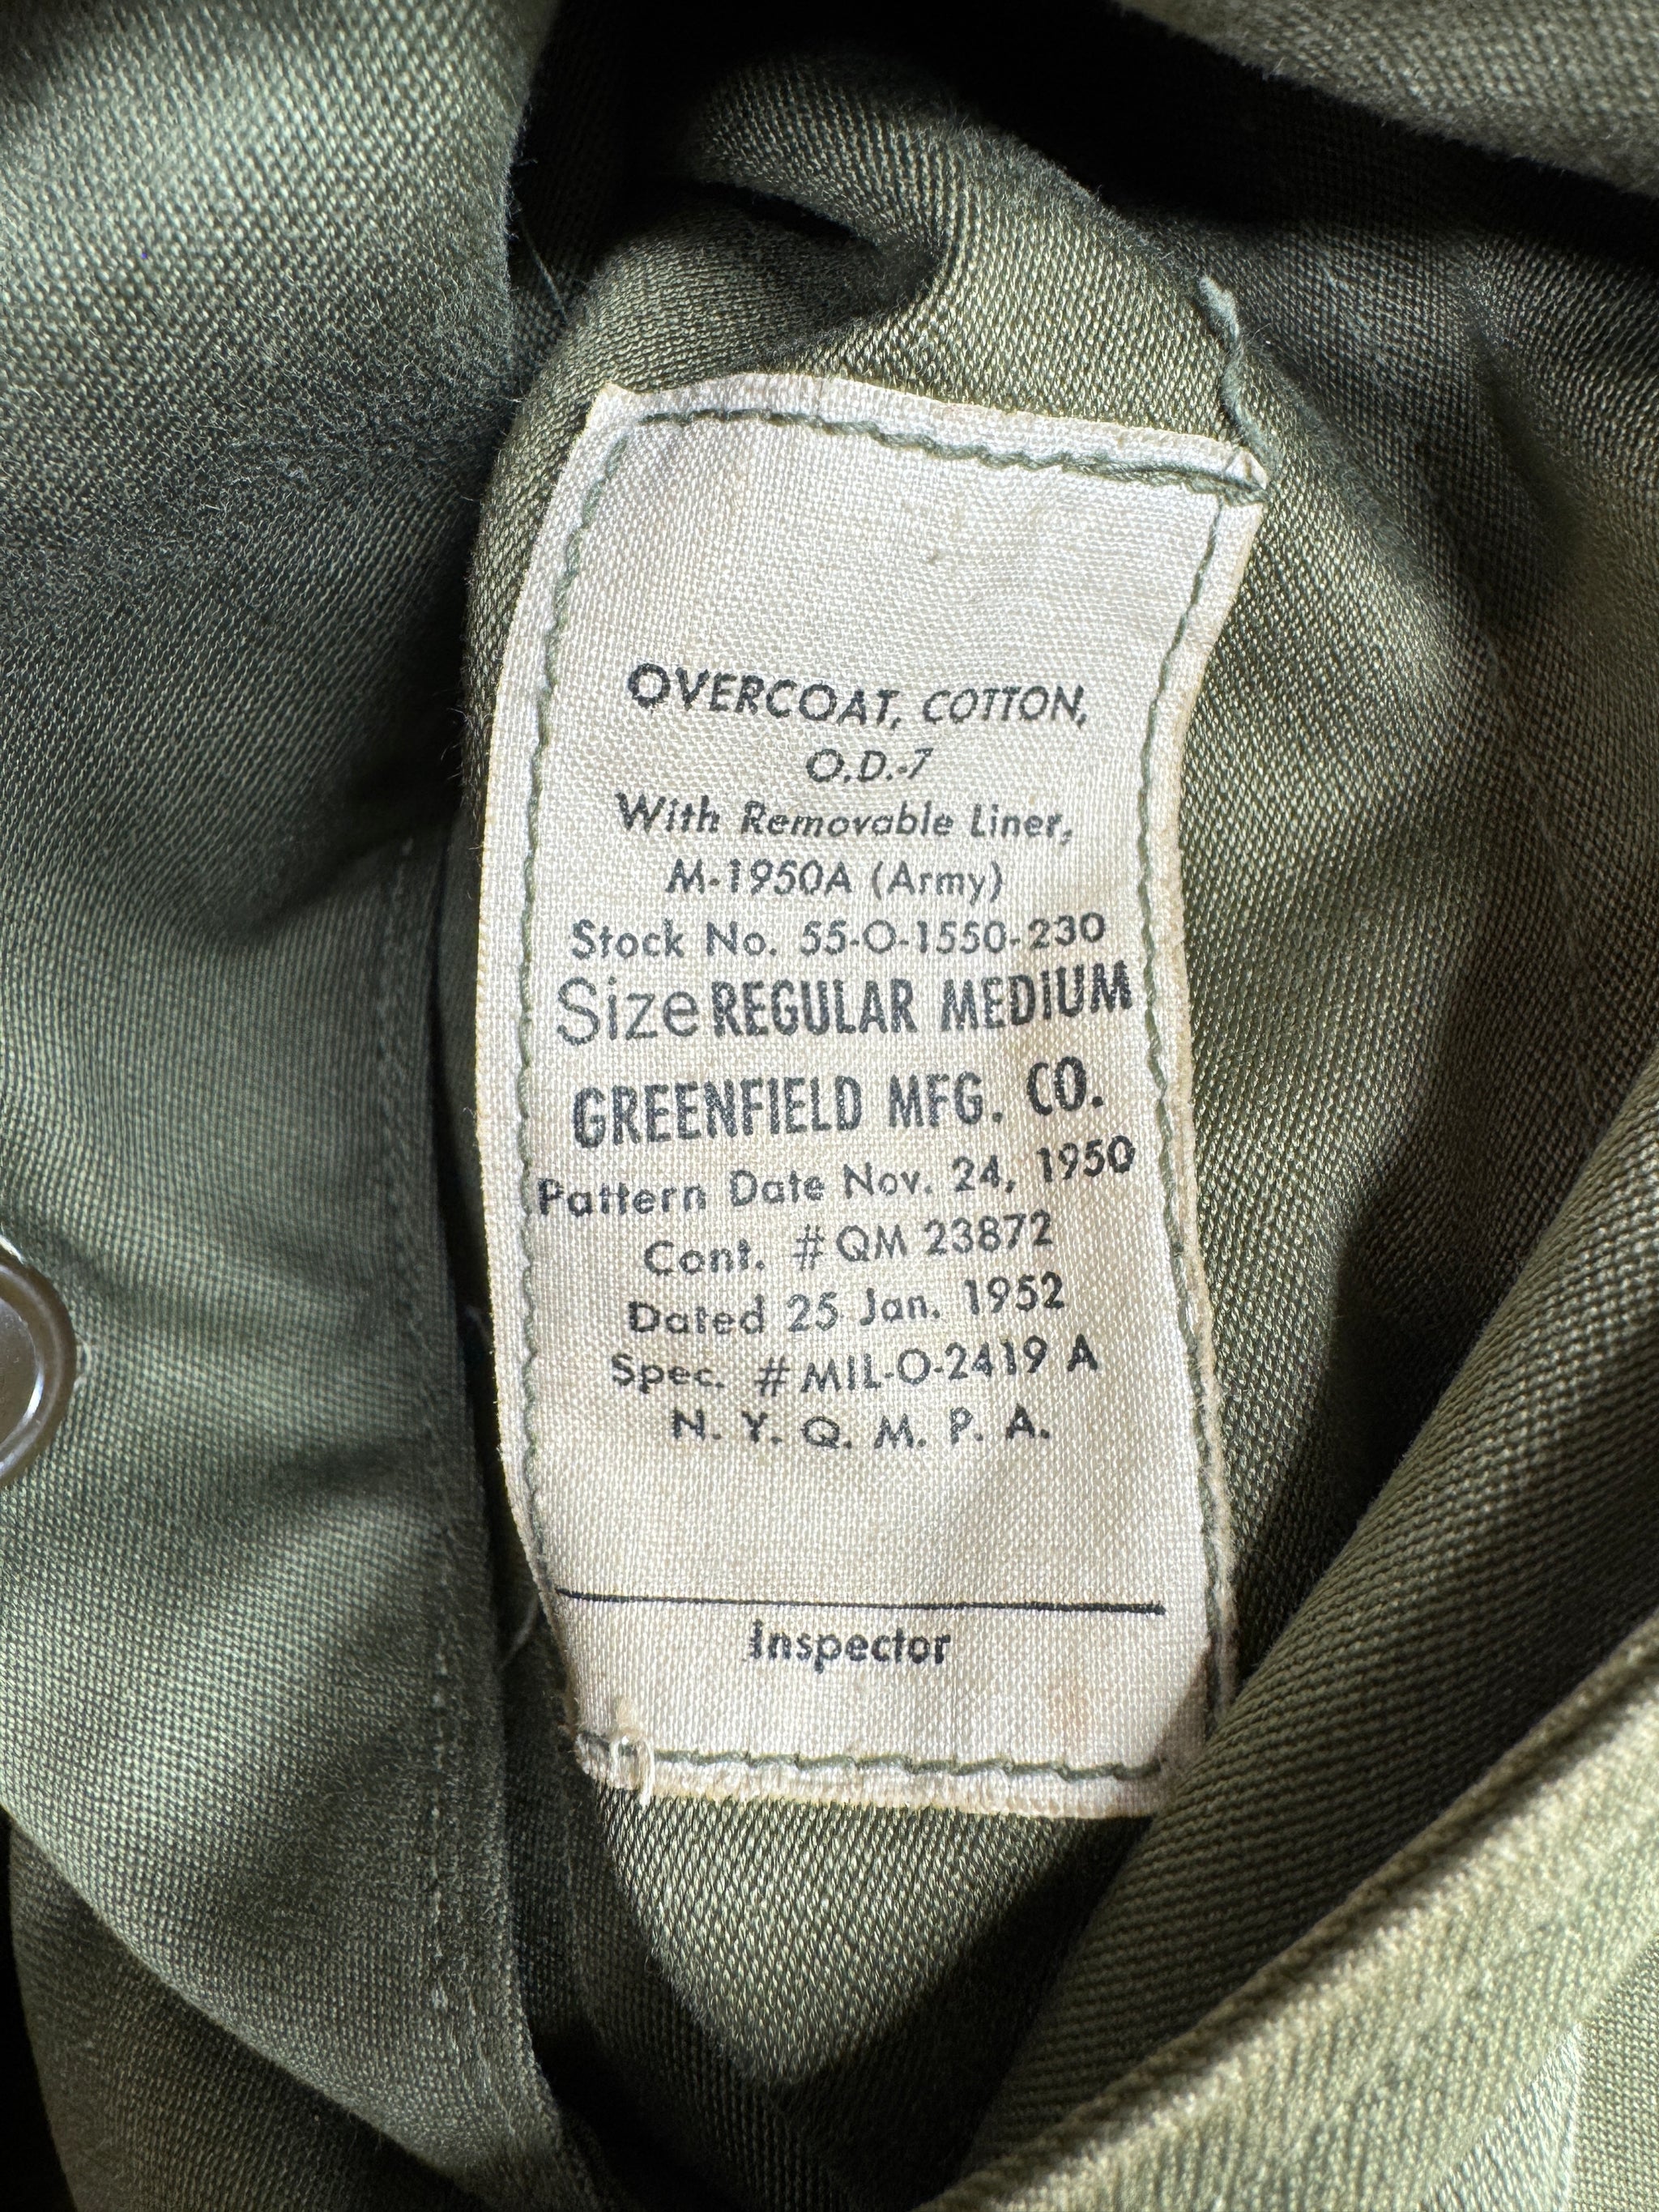 OVERCOAT, COTTON,
O.D.-7
With Removable Liner,
M-1950A (Army)
Stock No. 55-O-1550-230
Size REGULAR MEDIUM
GREENFIELD MFG. CO.
Pattern Date Nov. 24, 1950
Cont. # QM 23872
Dated 25 Jan. 1952
Spec. # MIL-O-2419 A
N. Y. Q. M. P. A.
Inspector